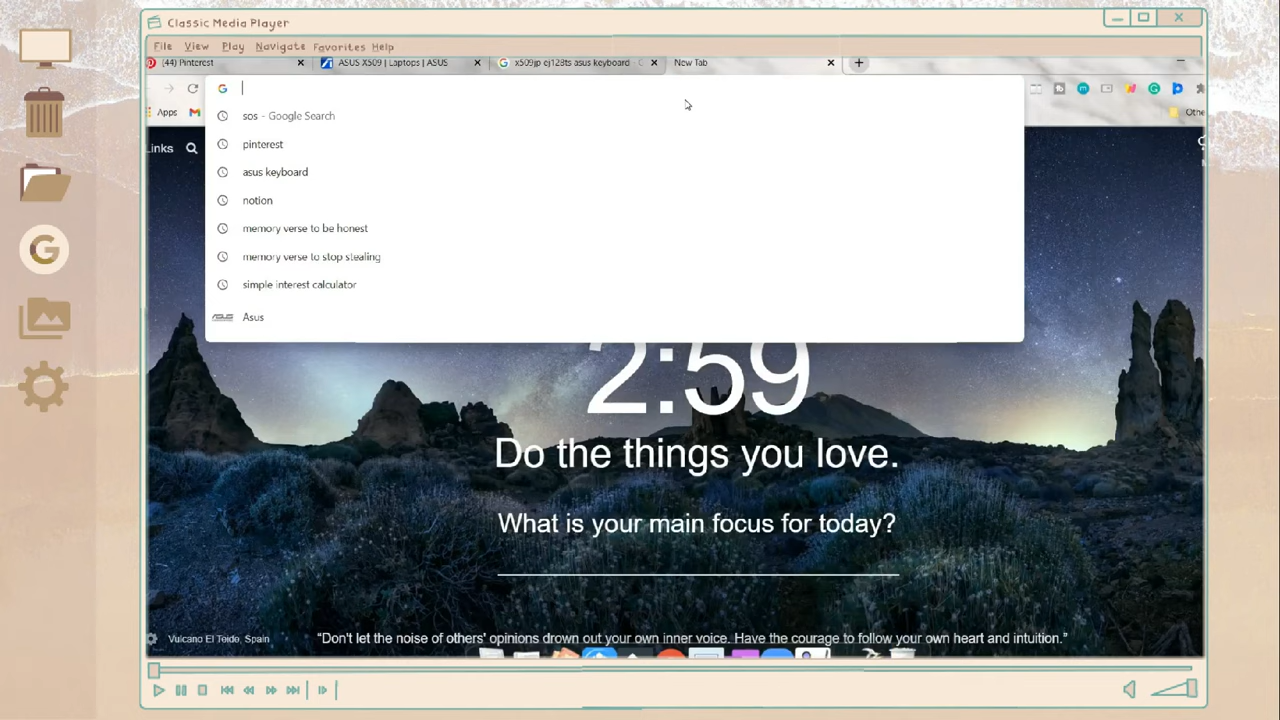 Classic Media Player
File View Play Navigate Favorites Help
(44) Pinterest
ASUS X509 | Laptops | ASUS
x509jp ej128ts asus keyboard
New Tab
sos - Google Search
Apps
pinterest
Links
asus keyboard
notion
memory verse to be honest
memory verse to stop stealing
simple interest calculator
ASUS Asus
2:59
Do the things you love.
What is your main focus for today?
Vulcano El Teide, Spain
“Don't let the noise of others' opinions drown out your own inner voice. Have the courage to follow your own heart and intuition.”